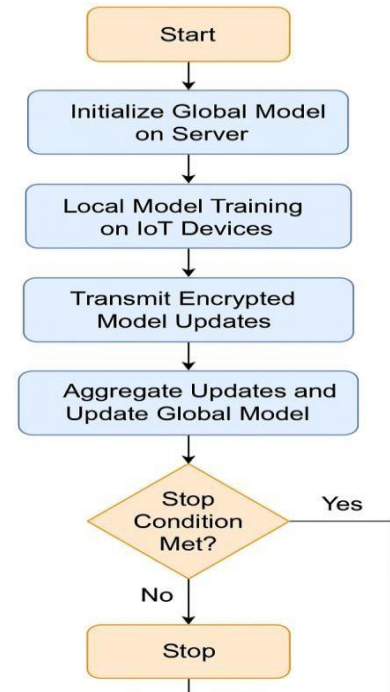 Start
Initialize Global Model
on Server
Local Model Training
on IoT Devices
Transmit Encrypted
Model Updates
Aggregate Updates and
Update Global Model
Stop
Condition
Met?
Yes
No
Stop